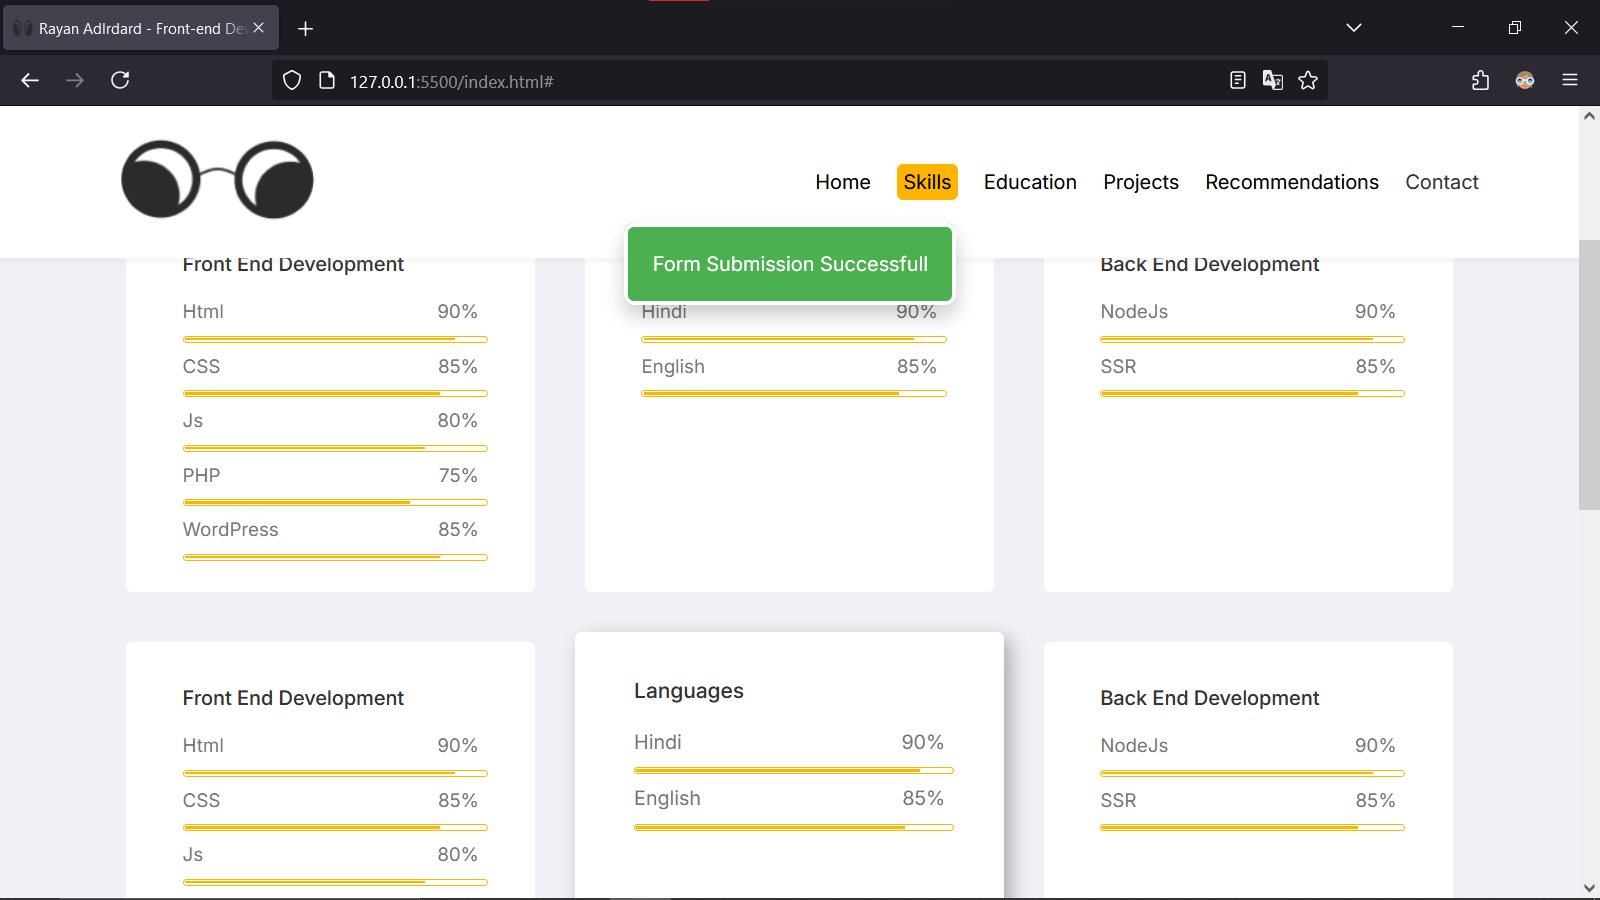 Rayan Adlrdard - Front-end Dev
127.0.0.1:5500/index.html#
Home Skills Education Projects Recommendations Contact
Form Submission Successfull
Front End Development
Html 90%
CSS 85%
Js 80%
PHP 75%
WordPress 85%
Hindi 90%
English 85%
Back End Development
NodeJs 90%
SSR 85%
Front End Development
Html 90%
CSS 85%
Js 80%
Languages
Hindi 90%
English 85%
Back End Development
NodeJs 90%
SSR 85%